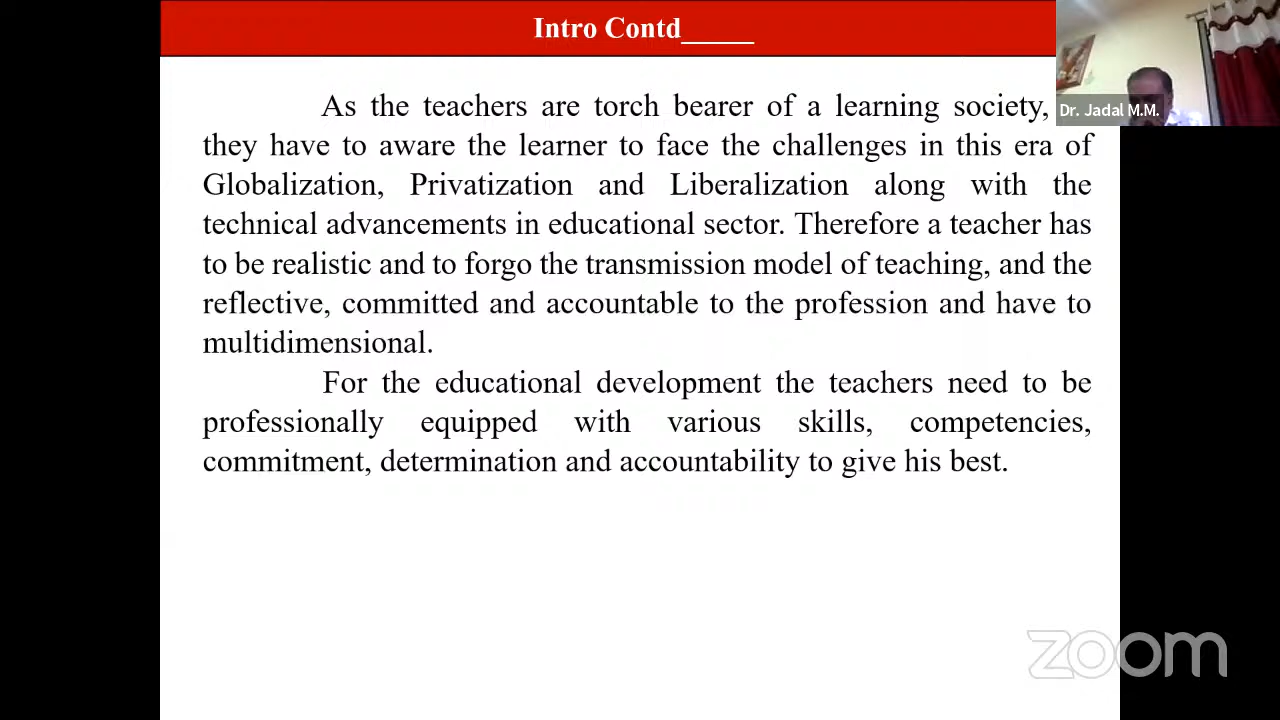 Intro Contd_____
Dr. Jadal M.M.
As the teachers are torch bearer of a learning society,
they have to aware the learner to face the challenges in this era of
Globalization, Privatization and Liberalization along with the
technical advancements in educational sector. Therefore a teacher has
to be realistic and to forgo the transmission model of teaching, and the
reflective, committed and accountable to the profession and have to
multidimensional.
For the educational development the teachers need to be
professionally equipped with various skills, competencies,
commitment, determination and accountability to give his best.
zoom